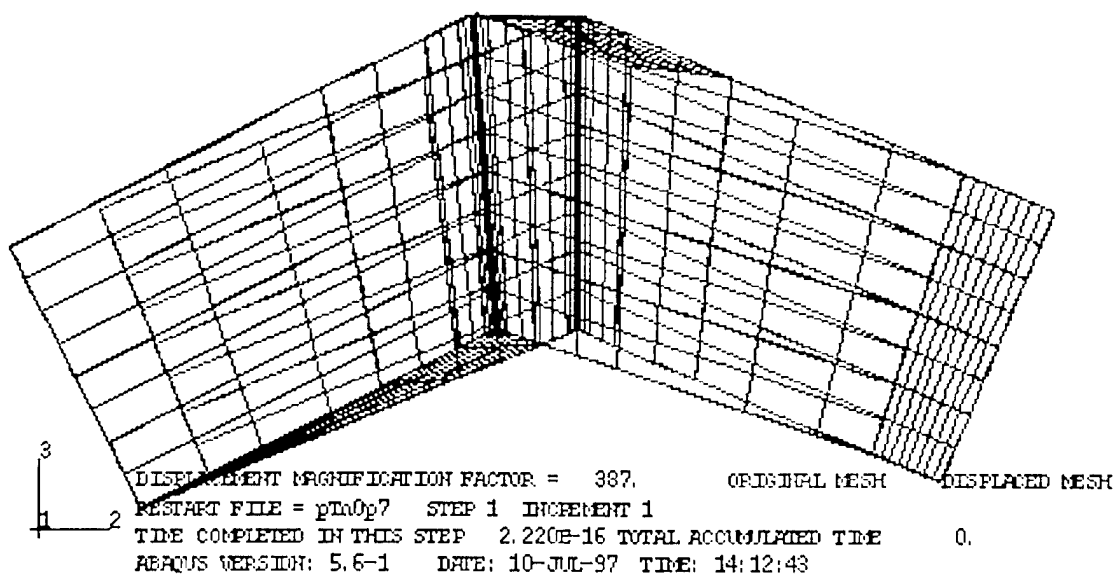 3
DISPLACEMENT MAGNIFICATION FACTOR = 387. ORIGINAL MESH DISPLACED MESH
1 2
RESTART FILE = pTn0p7 STEP 1 INCREMENT 1
TIME COMPLETED IN THIS STEP 2.220E-16 TOTAL ACCUMULATED TIME 0.
ABAQUS VERSION: 5.6-1 DATE: 10-JUL-97 TIME: 14:12:43